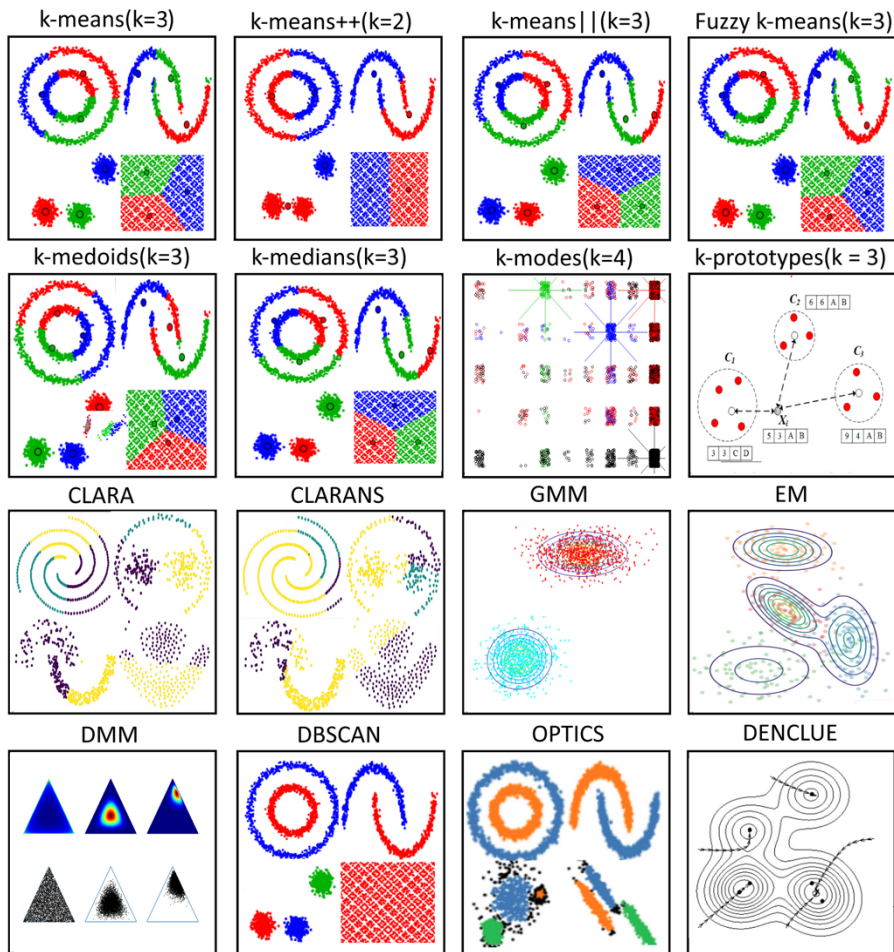 k-means(k=3)
k-means++(k=2)
k-means||(k=3)
Fuzzy k-means(k=3)
k-medoids(k=3)
k-medians(k=3)
k-modes(k=4)
k-prototypes(k = 3)
C2
6 6 A B
C1
C3
Xi
5 3 A B
9 4 A B
3 3 C D
CLARA
CLARANS
GMM
EM
DMM
DBSCAN
OPTICS
DENCLUE